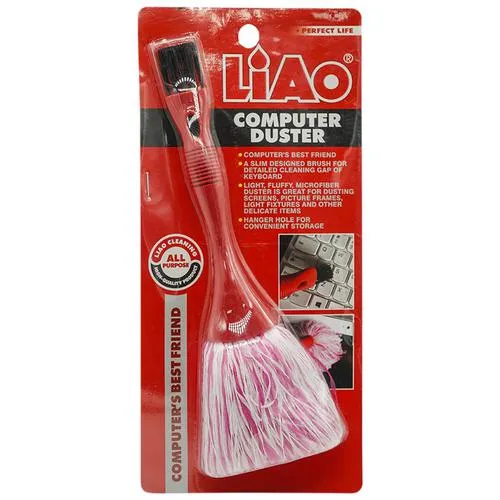 • PERFECT LIFE
LiAO®
COMPUTER
DUSTER
• COMPUTER'S BEST FRIEND
• A SLIM DESIGNED BRUSH FOR
DETAILED CLEANING GAP OF
KEYBOARD
• LIGHT, FLUFFY, MICROFIBER
DUSTER IS GREAT FOR DUSTING
SCREENS, PICTURE FRAMES,
LIGHT FIXTURES AND OTHER
DELICATE ITEMS
• HANGER HOLE FOR
CONVENIENT STORAGE
LIAO CLEANING
ALL
PURPOSE
HIGH-QUALITY PRODUCT
COMPUTER'S BEST FRIEND